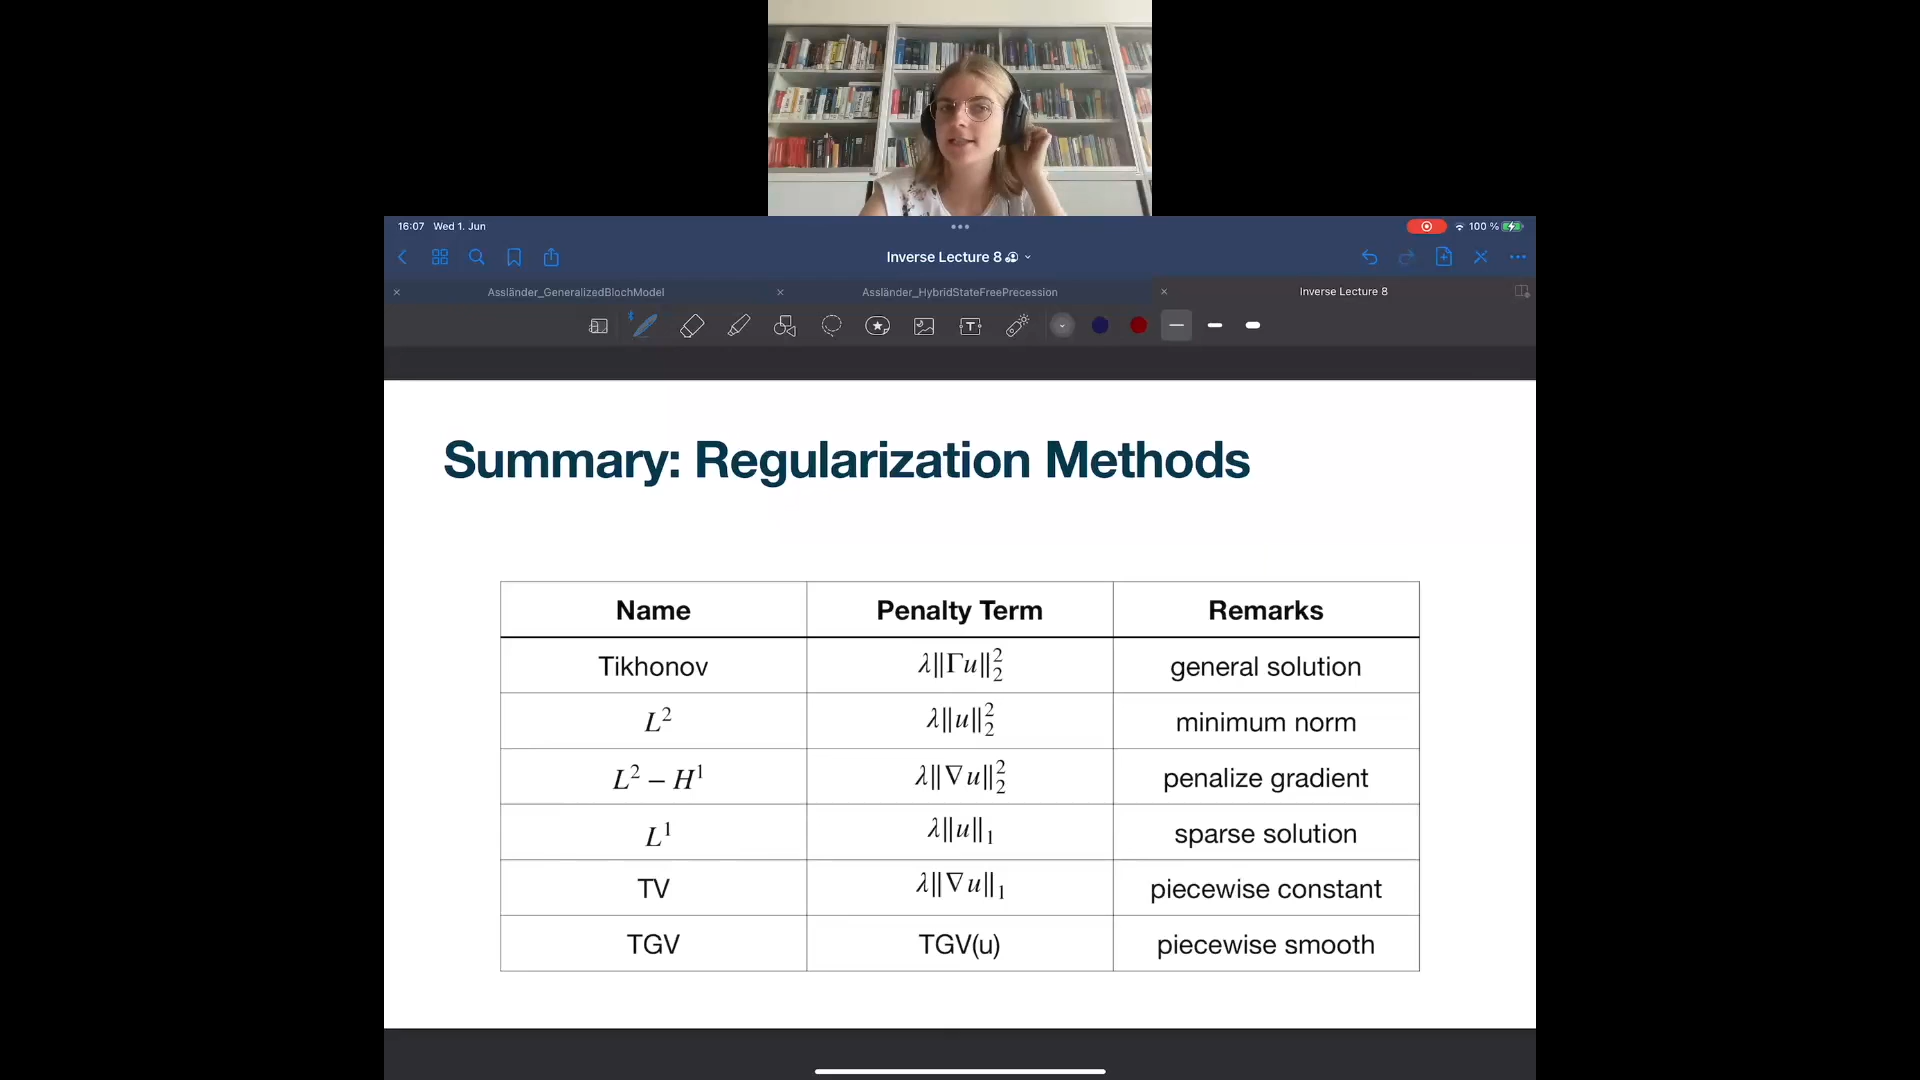 16:07 Wed 1. Jun
100 %
Inverse Lecture 8
Assländer_GeneralizedBlochModel
Assländer_HybridStateFreePrecession
Inverse Lecture 8
Summary: Regularization Methods
Name Penalty Term Remarks
Tikhonov λ‖Γu‖₂² general solution
L² λ‖u‖₂² minimum norm
L² – H¹ λ‖∇u‖₂² penalize gradient
L¹ λ‖u‖₁ sparse solution
TV λ‖∇u‖₁ piecewise constant
TGV TGV(u) piecewise smooth